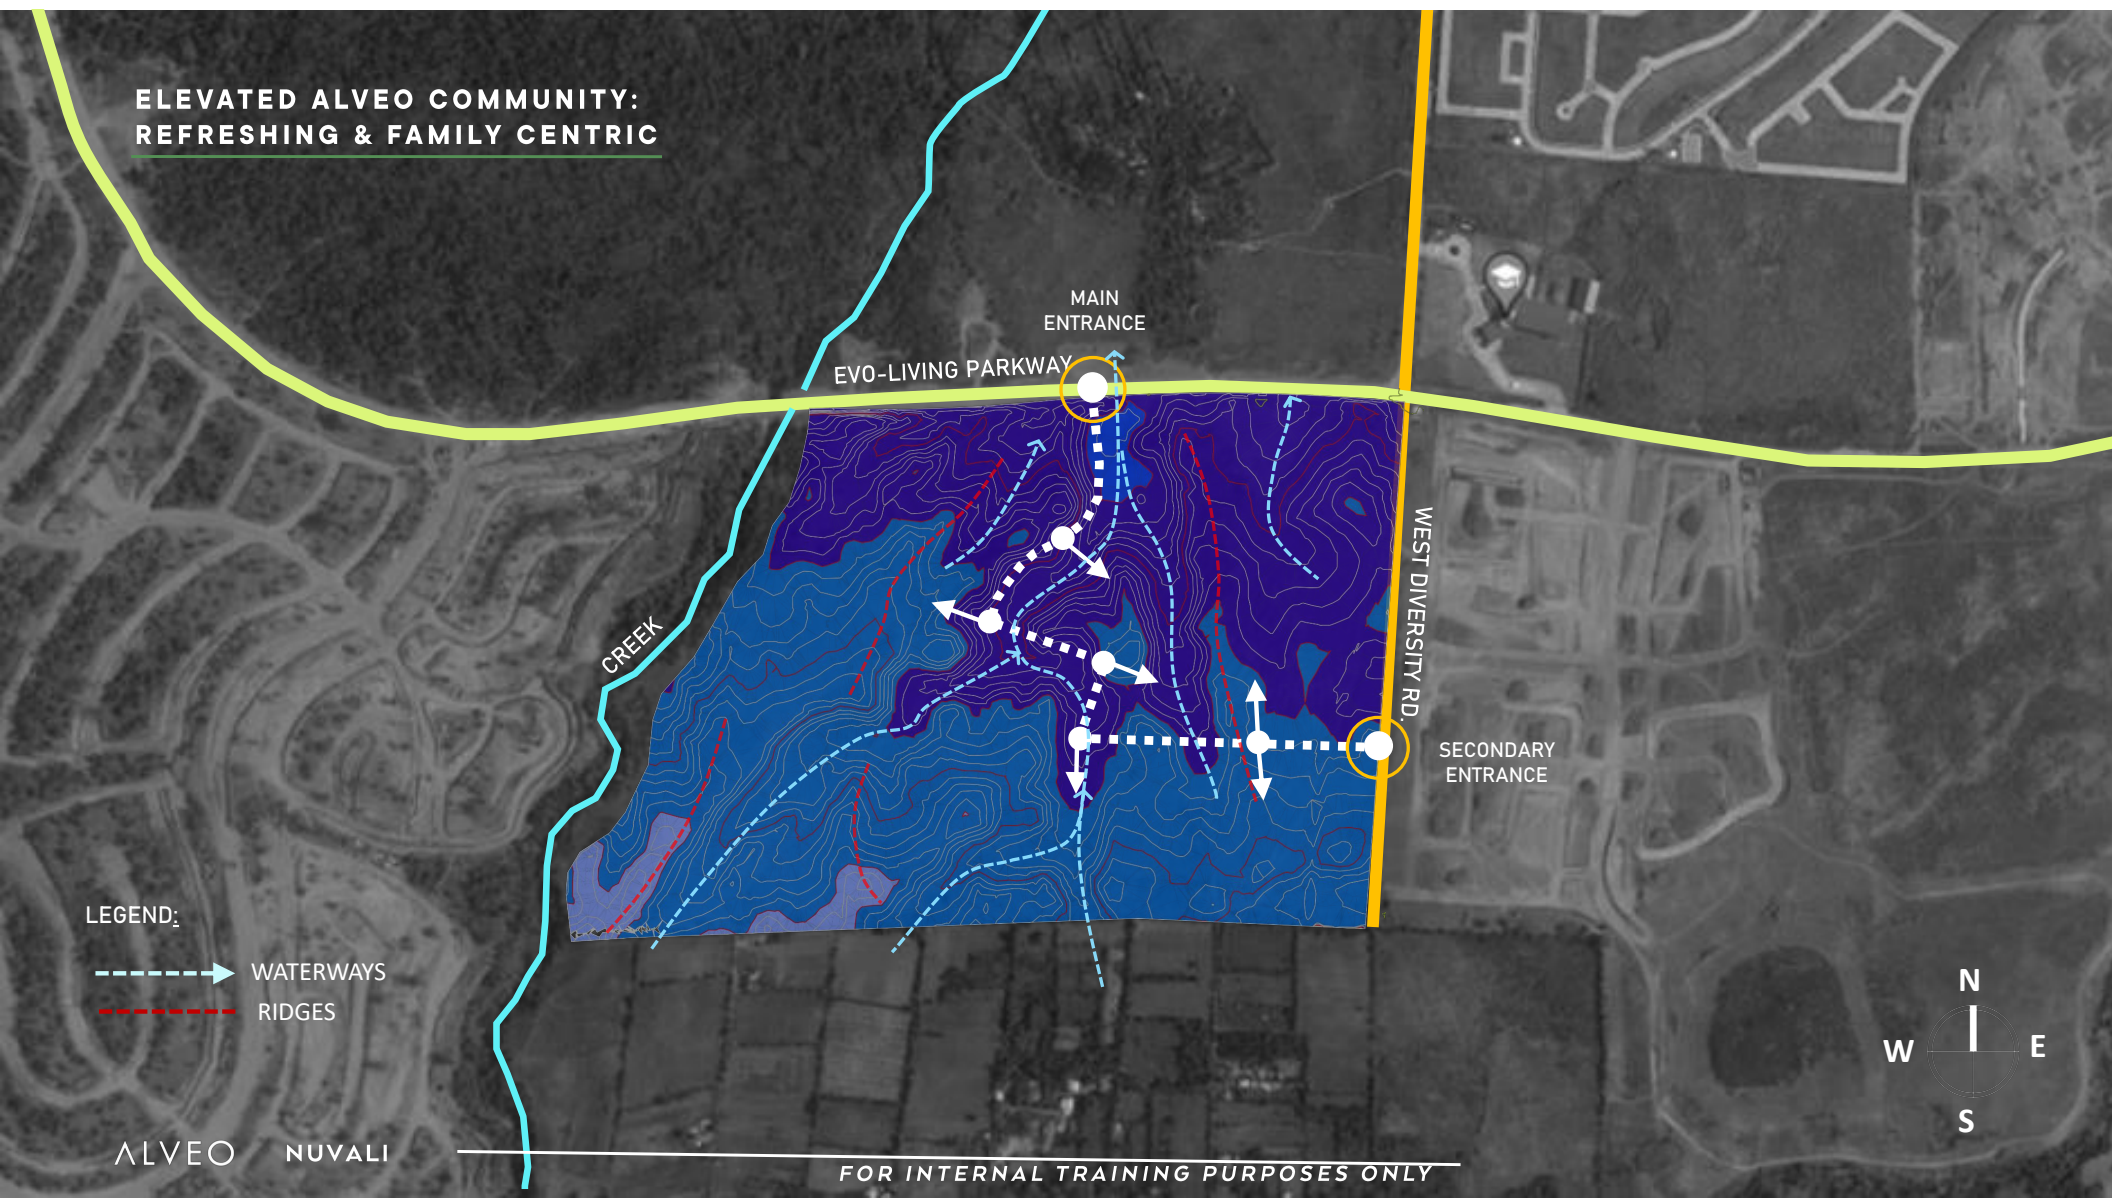 ELEVATED ALVEO COMMUNITY:
REFRESHING & FAMILY CENTRIC
MAIN
ENTRANCE
EVO-LIVING PARKWAY
WEST DIVERSITY RD.
CREEK
SECONDARY
ENTRANCE
LEGEND:
WATERWAYS
RIDGES
N
W
E
S
ALVEO
NUVALI
FOR INTERNAL TRAINING PURPOSES ONLY